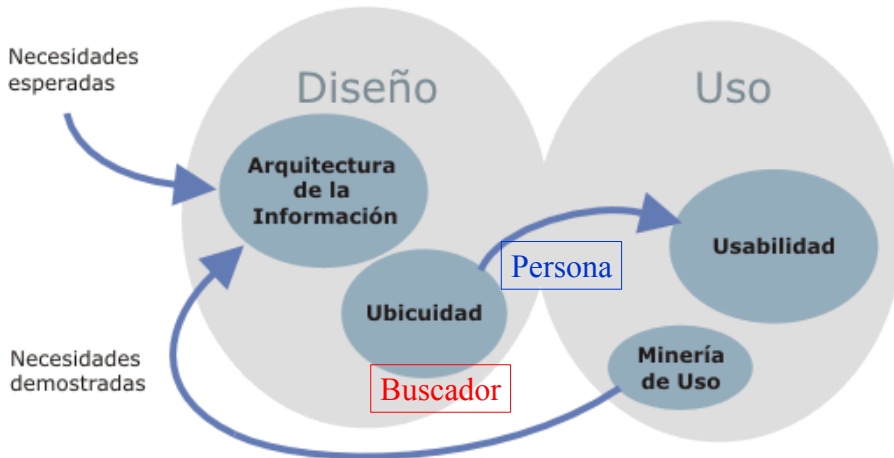 Necesidades
esperadas
Diseño
Uso
Arquitectura
de la
Información
Persona
Usabilidad
Ubicuidad
Necesidades
demostradas
Buscador
Minería
de Uso